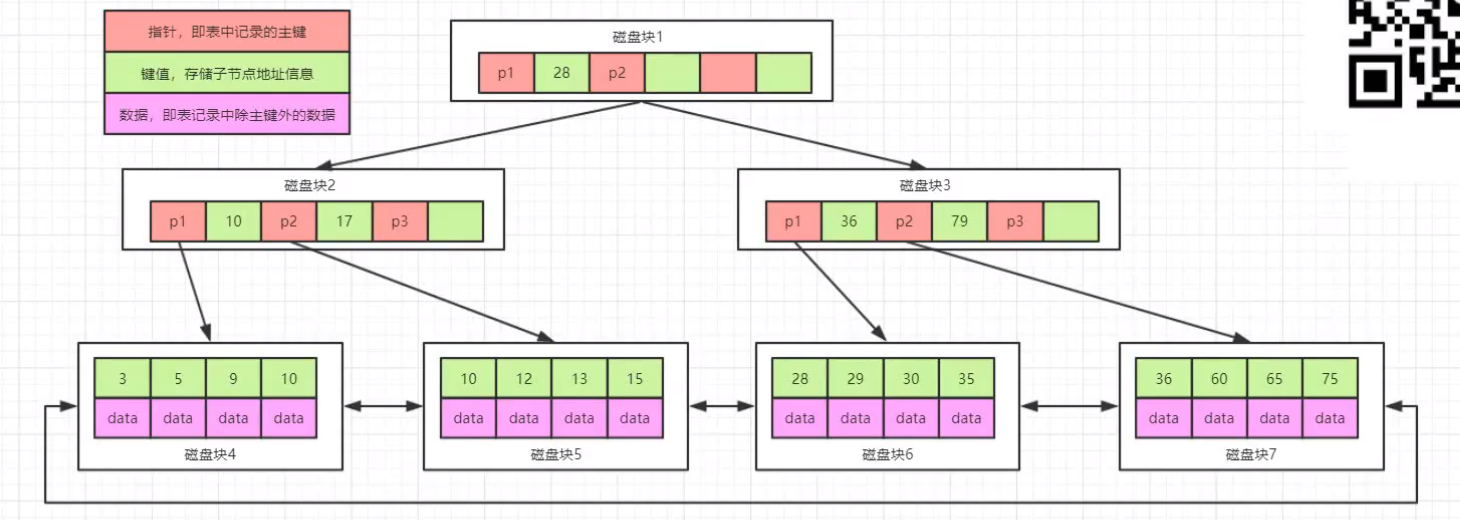 指针，即表中记录的主键
键值，存储子节点地址信息
数据，即表记录中除主键外的数据
磁盘块1
p1 28 p2
磁盘块2
p1 10 p2 17 p3
磁盘块3
p1 36 p2 79 p3
3 5 9 10
data data data data
磁盘块4
10 12 13 15
data data data data
磁盘块5
28 29 30 35
data data data data
磁盘块6
36 60 65 75
data data data data
磁盘块7